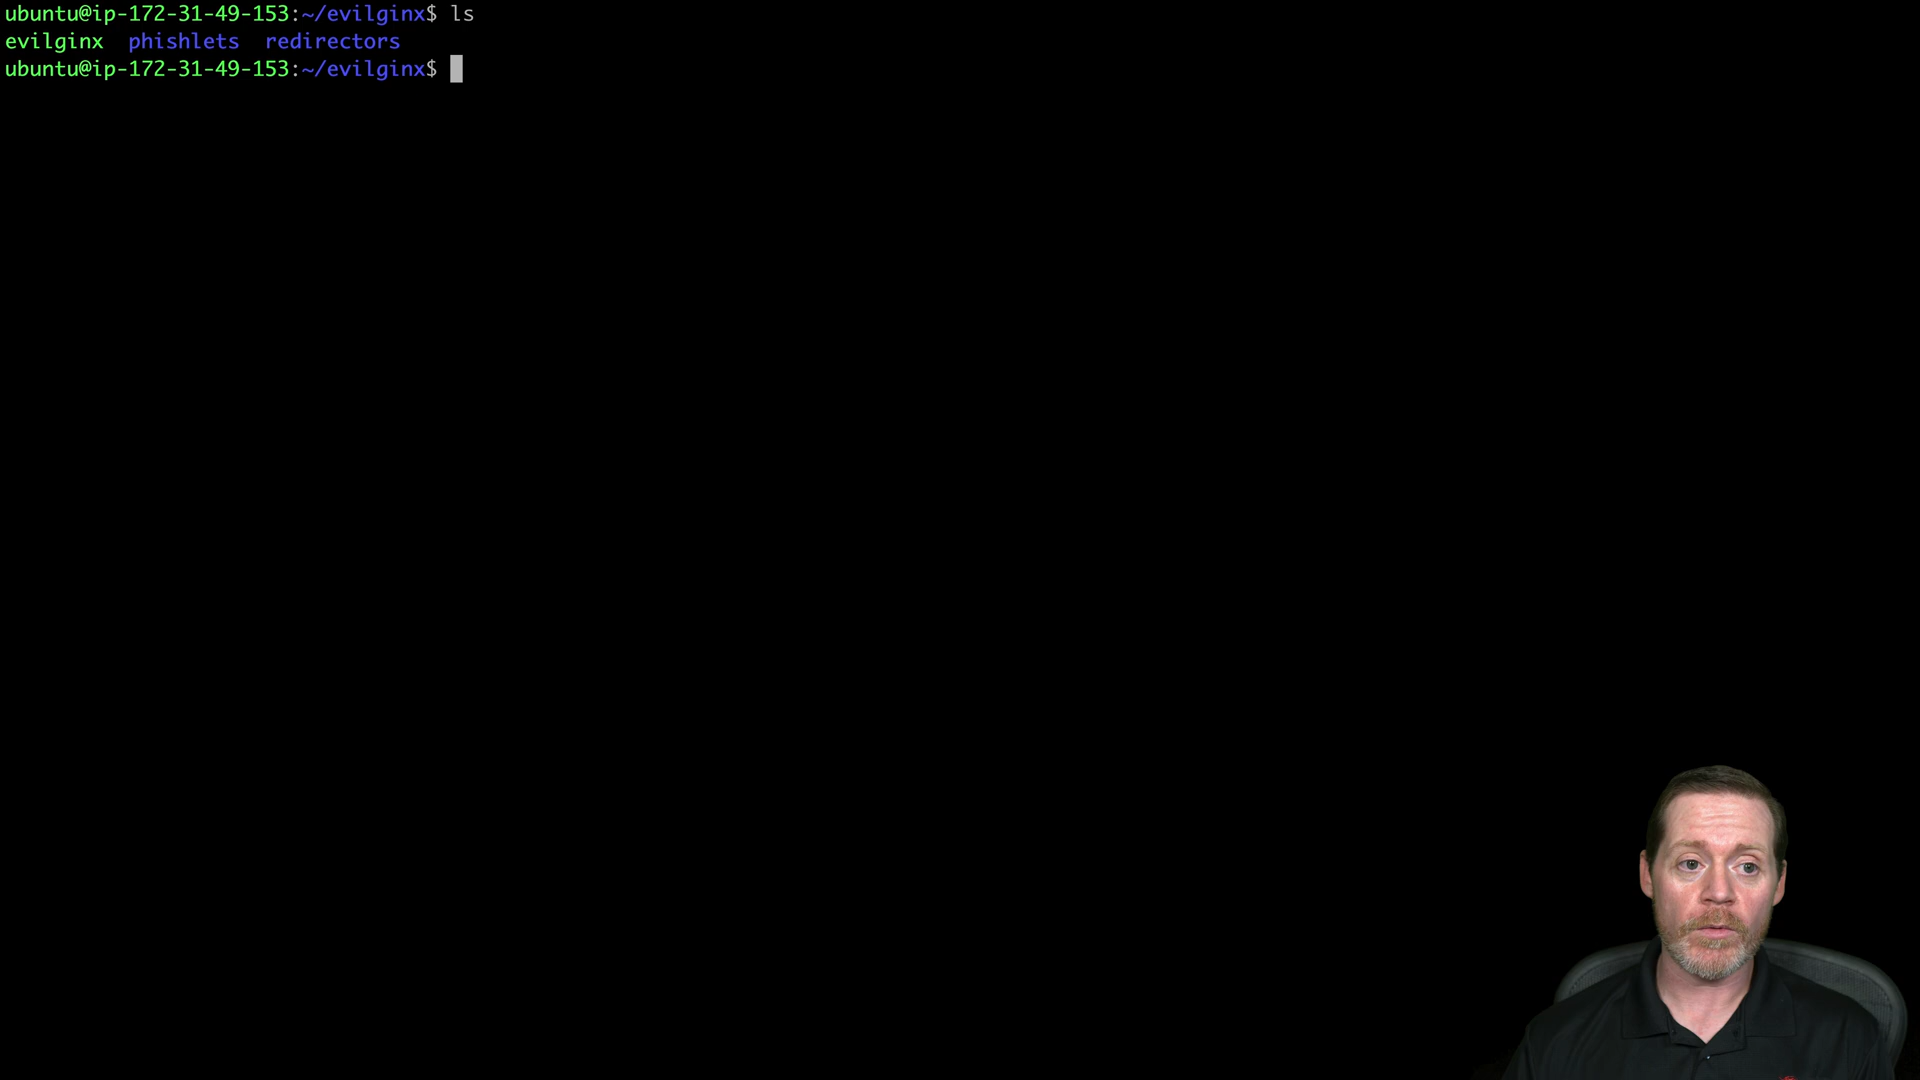 ubuntu@ip-172-31-49-153:~/evilginx$ ls
evilginx  phishlets  redirectors
ubuntu@ip-172-31-49-153:~/evilginx$